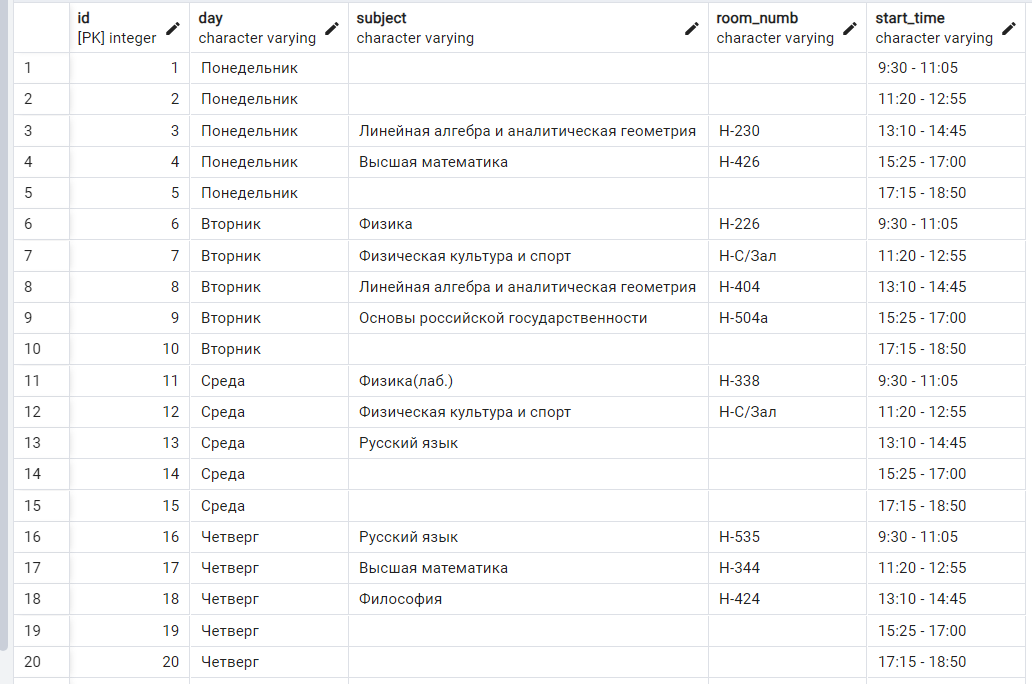 id day subject room_numb start_time
[PK] integer character varying character varying character varying character varying
1 1 Понедельник 9:30 - 11:05
2 2 Понедельник 11:20 - 12:55
3 3 Понедельник Линейная алгебра и аналитическая геометрия Н-230 13:10 - 14:45
4 4 Понедельник Высшая математика Н-426 15:25 - 17:00
5 5 Понедельник 17:15 - 18:50
6 6 Вторник Физика Н-226 9:30 - 11:05
7 7 Вторник Физическая культура и спорт Н-С/Зал 11:20 - 12:55
8 8 Вторник Линейная алгебра и аналитическая геометрия Н-404 13:10 - 14:45
9 9 Вторник Основы российской государственности Н-504а 15:25 - 17:00
10 10 Вторник 17:15 - 18:50
11 11 Среда Физика(лаб.) Н-338 9:30 - 11:05
12 12 Среда Физическая культура и спорт Н-С/Зал 11:20 - 12:55
13 13 Среда Русский язык 13:10 - 14:45
14 14 Среда 15:25 - 17:00
15 15 Среда 17:15 - 18:50
16 16 Четверг Русский язык Н-535 9:30 - 11:05
17 17 Четверг Высшая математика Н-344 11:20 - 12:55
18 18 Четверг Философия Н-424 13:10 - 14:45
19 19 Четверг 15:25 - 17:00
20 20 Четверг 17:15 - 18:50